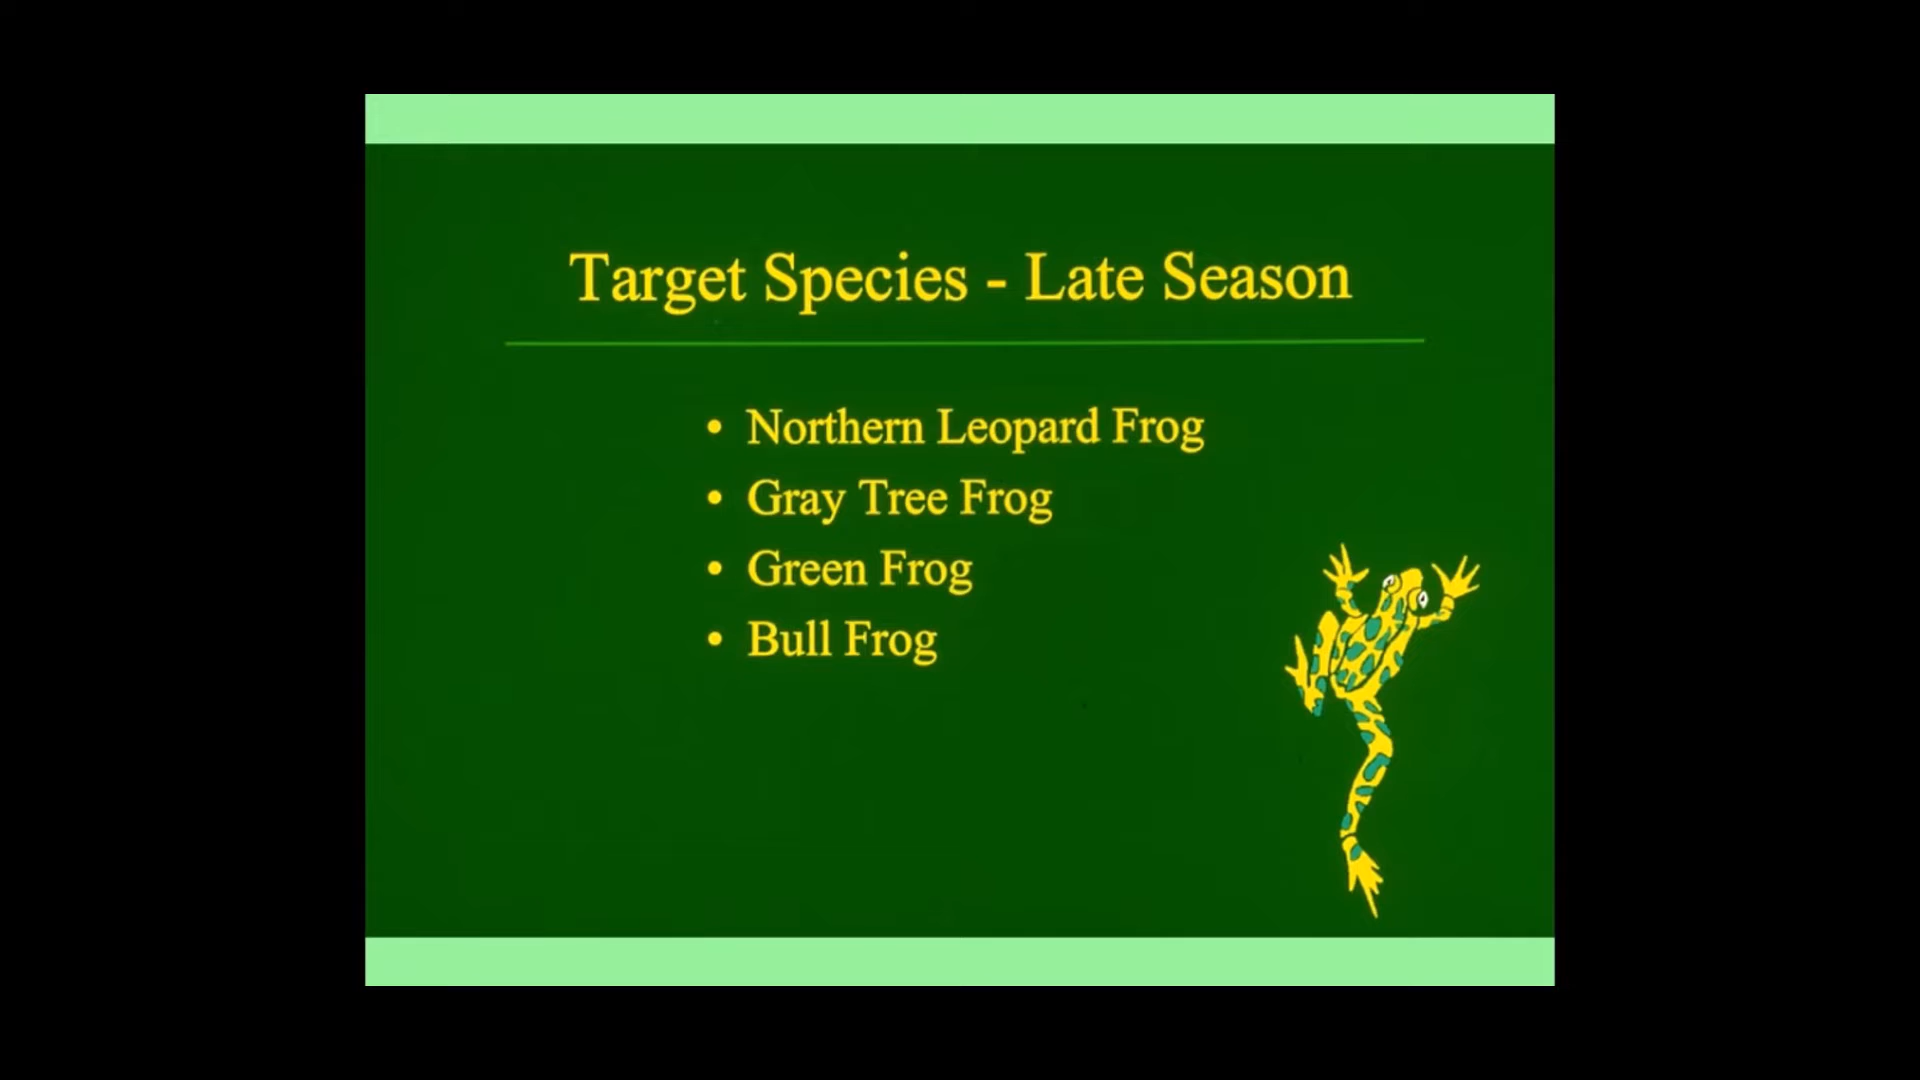 Target Species - Late Season
• Northern Leopard Frog
• Gray Tree Frog
• Green Frog
• Bull Frog